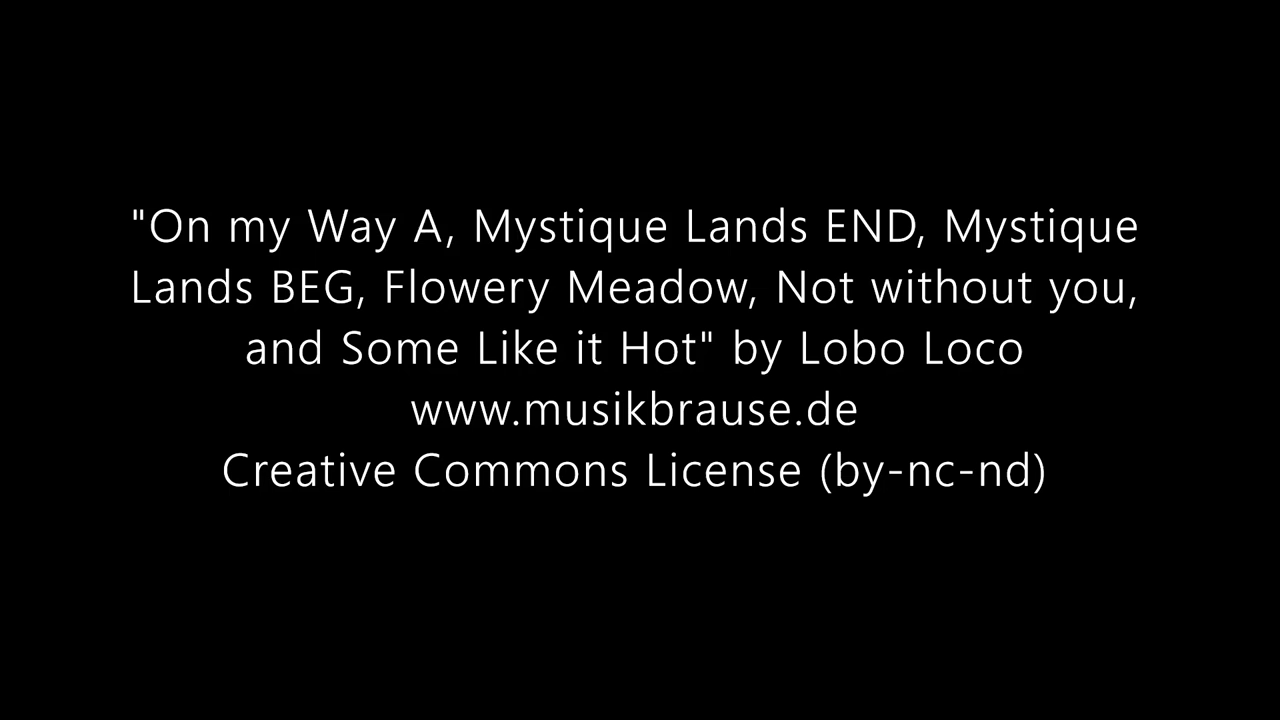 "On my Way A, Mystique Lands END, Mystique
Lands BEG, Flowery Meadow, Not without you,
and Some Like it Hot" by Lobo Loco
www.musikbrause.de
Creative Commons License (by-nc-nd)